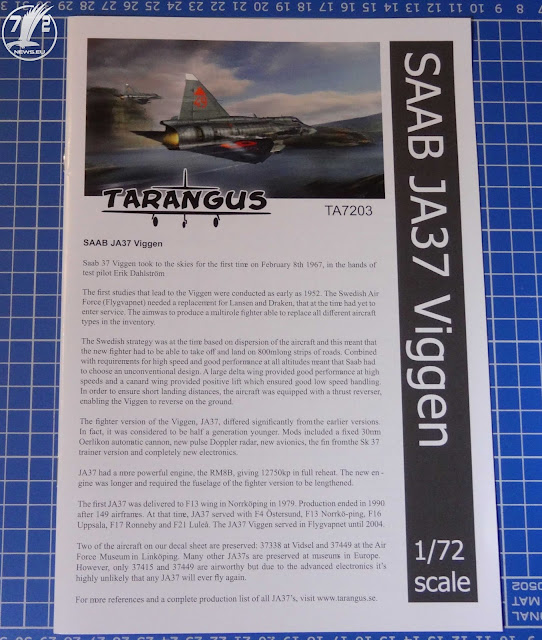 72
NEWS.EU
TARANGUS
TA7203
SAAB JA37 Viggen
1/72
scale
SAAB JA37 Viggen
Saab 37 Viggen took to the skies for the first time on February 8th 1967, in the hands of
test pilot Erik Dahlström
The first studies that lead to the Viggen were conducted as early as 1952. The Swedish Air
Force (Flygvapnet) needed a replacement for Lansen and Draken, that at the time had yet to
enter service. The aimwas to produce a multirole fighter able to replace all different aircraft
types in the inventory.
The Swedish strategy was at the time based on dispersion of the aircraft and this meant that
the new fighter had to be able to take off and land on 800mlong strips of roads. Conbined
with requirements for high speed and good performance at all altitudes meant that Saab had
to choose an unconventional design. A large delta wing provided good performance at high
speeds and a canard wing provided positive lift which ensured good low speed handling.
In order to ensure short landing distances, the aircraft was equipped with a thrust reverser,
enabling the Viggen to reverse on the ground.
The fighter version of the Viggen, JA37, differed significantly from the earlier versions.
In fact, it was considered to be half a generation younger. Mods included a fixed 30mm
Oerlikon automatic cannon, new pulse Doppler radar, new avionics, the fin from the Sk 37
trainer version and completely new electronics.
JA37 had a more powerful engine, the RM8B, giving 12750kp in full reheat. The new en-
gine was longer and required the fuselage of the fighter version to be lengthened.
The first JA37 was delivered to F13 wing in Norrköping in 1979. Production ended in 1990
after 149 airframes. At that time, JA37 served with F4 Östersund, F13 Norrkö-ping, F16
Uppsala, F17 Ronneby and F21 Luleå. The JA37 Viggen served in Flygvapnet until 2004.
Two of the aircraft on our decal sheet are preserved: 37338 at Vidsel and 37449 at the Air
Force Museum in Linköping. Many other JA37s are preserved at museums in Europe.
However, only 37415 and 37449 are airworthy but due to the advanced electronics it's
highly unlikely that any JA37 will ever fly again.
For more references and a complete production list of all JA37's, visit www.tarangus.se.